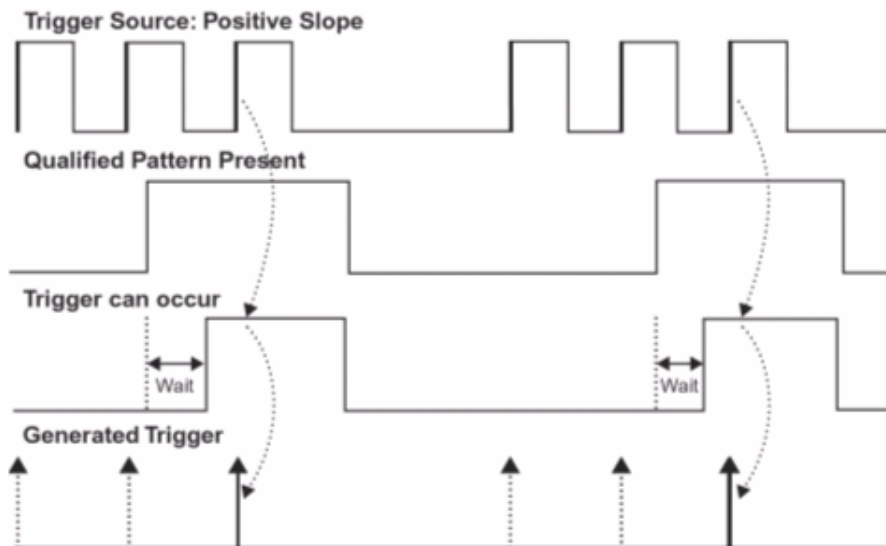 Trigger Source: Positive Slope
Qualified Pattern Present
Trigger can occur
Wait
Wait
Generated Trigger